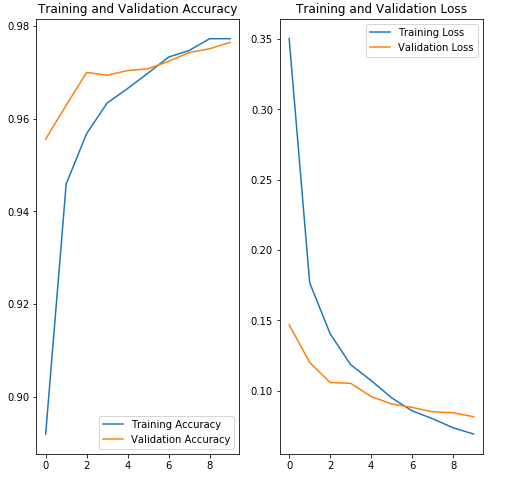 Training and Validation Accuracy
0.98
0.96
0.94
0.92
0.90
0 2 4 6 8
Training Accuracy
Validation Accuracy
Training and Validation Loss
0.35
0.30
0.25
0.20
0.15
0.10
0 2 4 6 8
Training Loss
Validation Loss